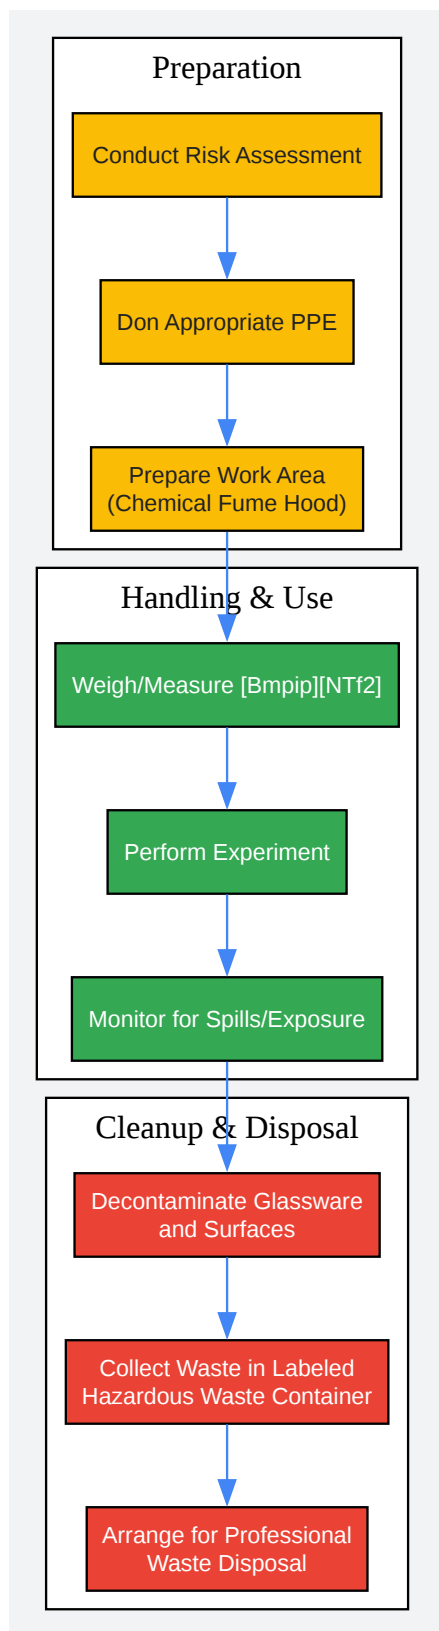 Preparation
Conduct Risk Assessment
Don Appropriate PPE
Prepare Work Area
(Chemical Fume Hood)
Handling & Use
Weigh/Measure [Bmpip][NTf2]
Perform Experiment
Monitor for Spills/Exposure
Cleanup & Disposal
Decontaminate Glassware
and Surfaces
Collect Waste in Labeled
Hazardous Waste Container
Arrange for Professional
Waste Disposal